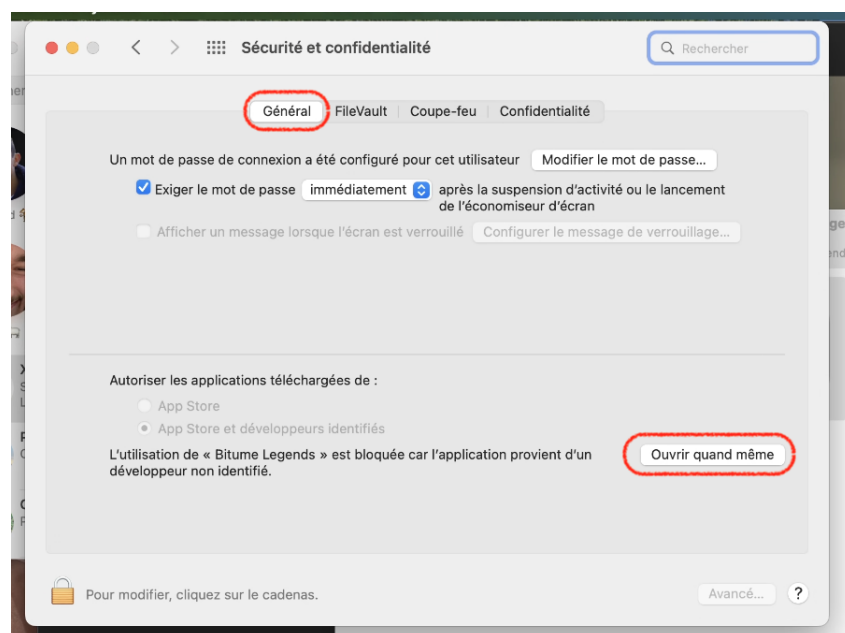 Sécurité et confidentialité
Rechercher
Général FileVault Coupe-feu Confidentialité
Un mot de passe de connexion a été configuré pour cet utilisateur Modifier le mot de passe...
Exiger le mot de passe immédiatement après la suspension d'activité ou le lancement
de l'économiseur d'écran
Afficher un message lorsque l'écran est verrouillé Configurer le message de verrouillage...
Autoriser les applications téléchargées de :
App Store
App Store et développeurs identifiés
L'utilisation de « Bitume Legends » est bloquée car l'application provient d'un
développeur non identifié.
Ouvrir quand même
Pour modifier, cliquez sur le cadenas.
Avancé... ?